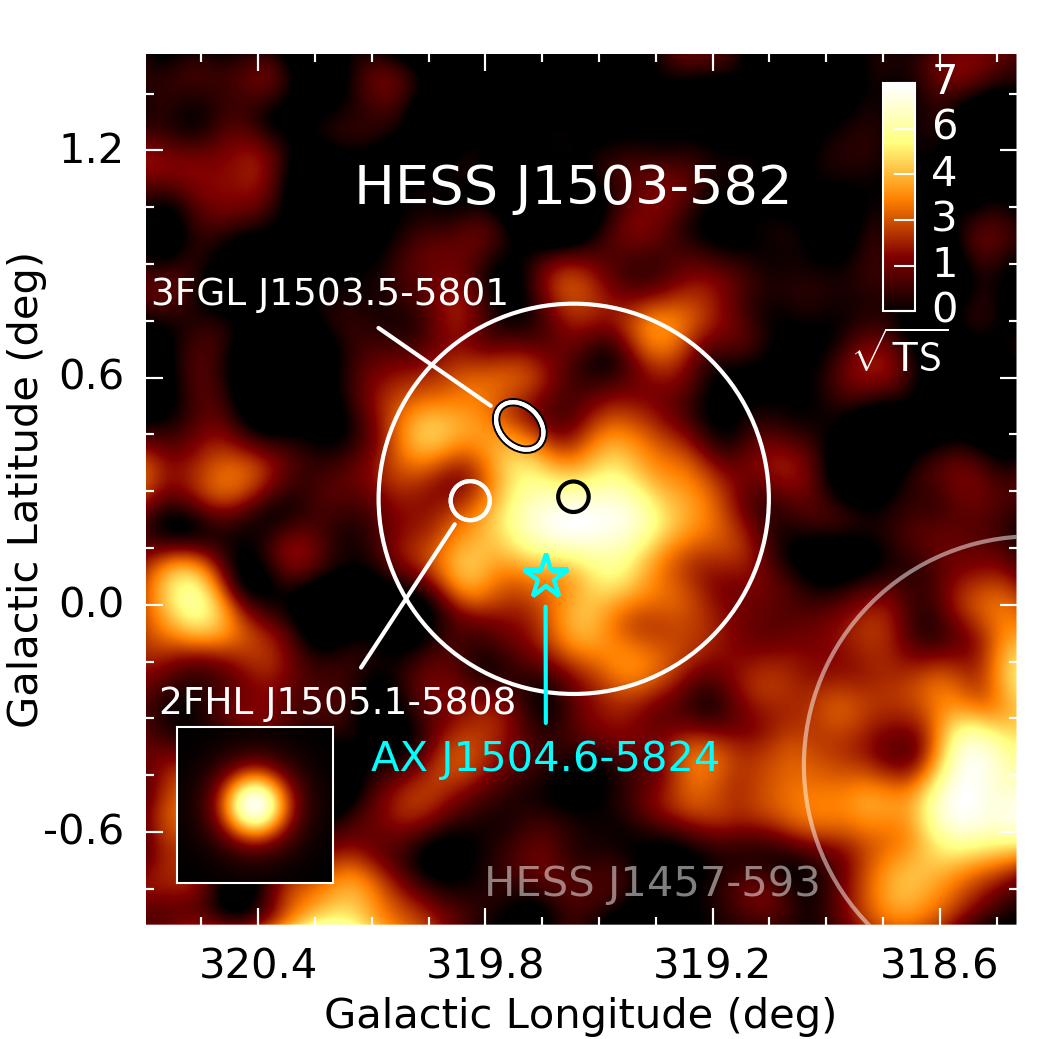 7
1.2
6
HESS J1503-582
4
3
3FGL J1503.5-5801
1
0
√TS
0.6
0.0
Galactic Latitude (deg)
2FHL J1505.1-5808
AX J1504.6-5824
-0.6
HESS J1457-593
320.4 319.8 319.2 318.6
Galactic Longitude (deg)